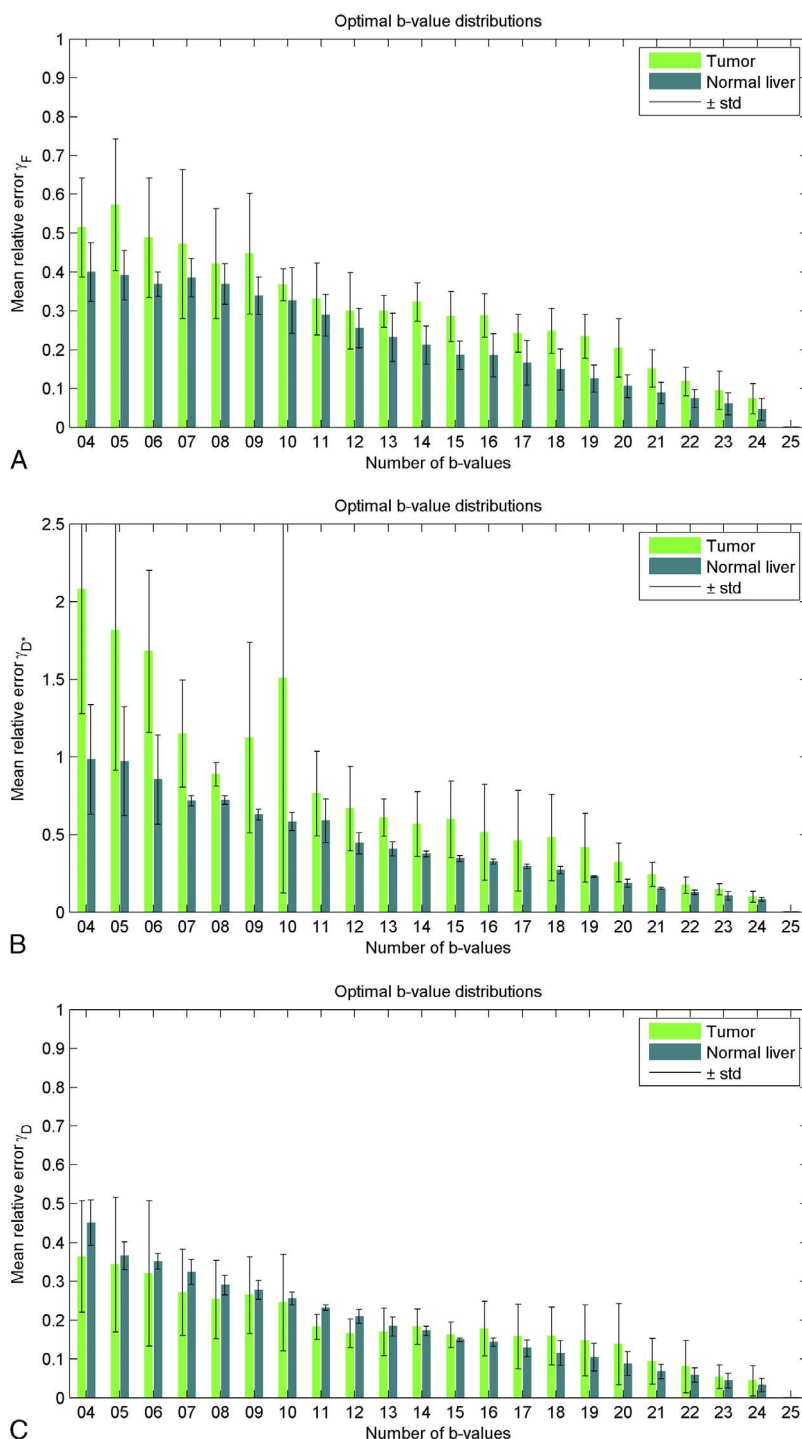 Optimal b-value distributions
1
0.9
0.8
0.7
0.6
0.5
0.4
0.3
0.2
0.1
0
Mean relative error γF
Tumor
Normal liver
± std
04 05 06 07 08 09 10 11 12 13 14 15 16 17 18 19 20 21 22 23 24 25
Number of b-values
A
Optimal b-value distributions
2.5
2
1.5
1
0.5
0
Mean relative error γD*
Tumor
Normal liver
± std
04 05 06 07 08 09 10 11 12 13 14 15 16 17 18 19 20 21 22 23 24 25
Number of b-values
B
Optimal b-value distributions
1
0.9
0.8
0.7
0.6
0.5
0.4
0.3
0.2
0.1
0
Mean relative error γD
Tumor
Normal liver
± std
04 05 06 07 08 09 10 11 12 13 14 15 16 17 18 19 20 21 22 23 24 25
Number of b-values
C